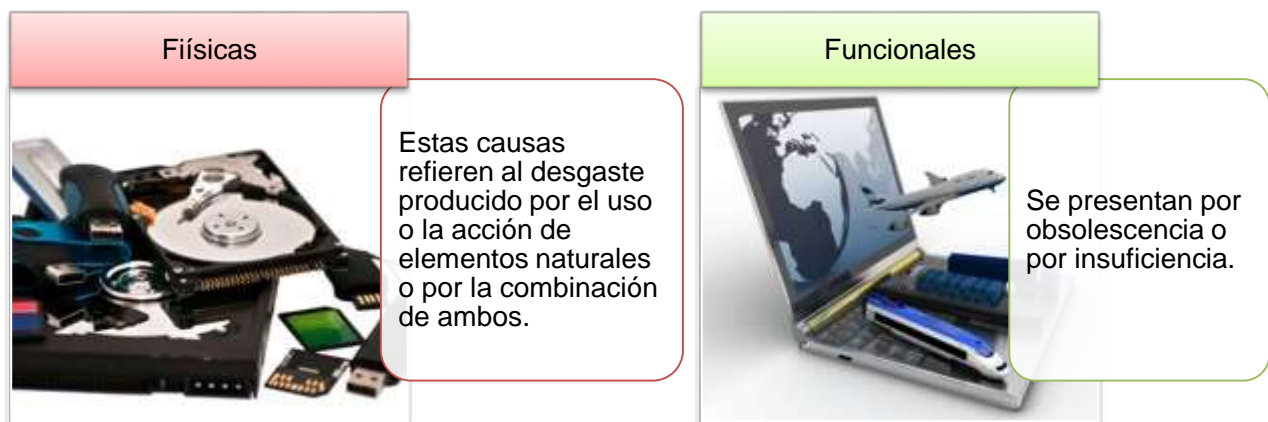 Fiísicas
Estas causas
refieren al desgaste
producido por el uso
o la acción de
elementos naturales
o por la combinación
de ambos.
Funcionales
Se presentan por
obsolescencia o
por insuficiencia.